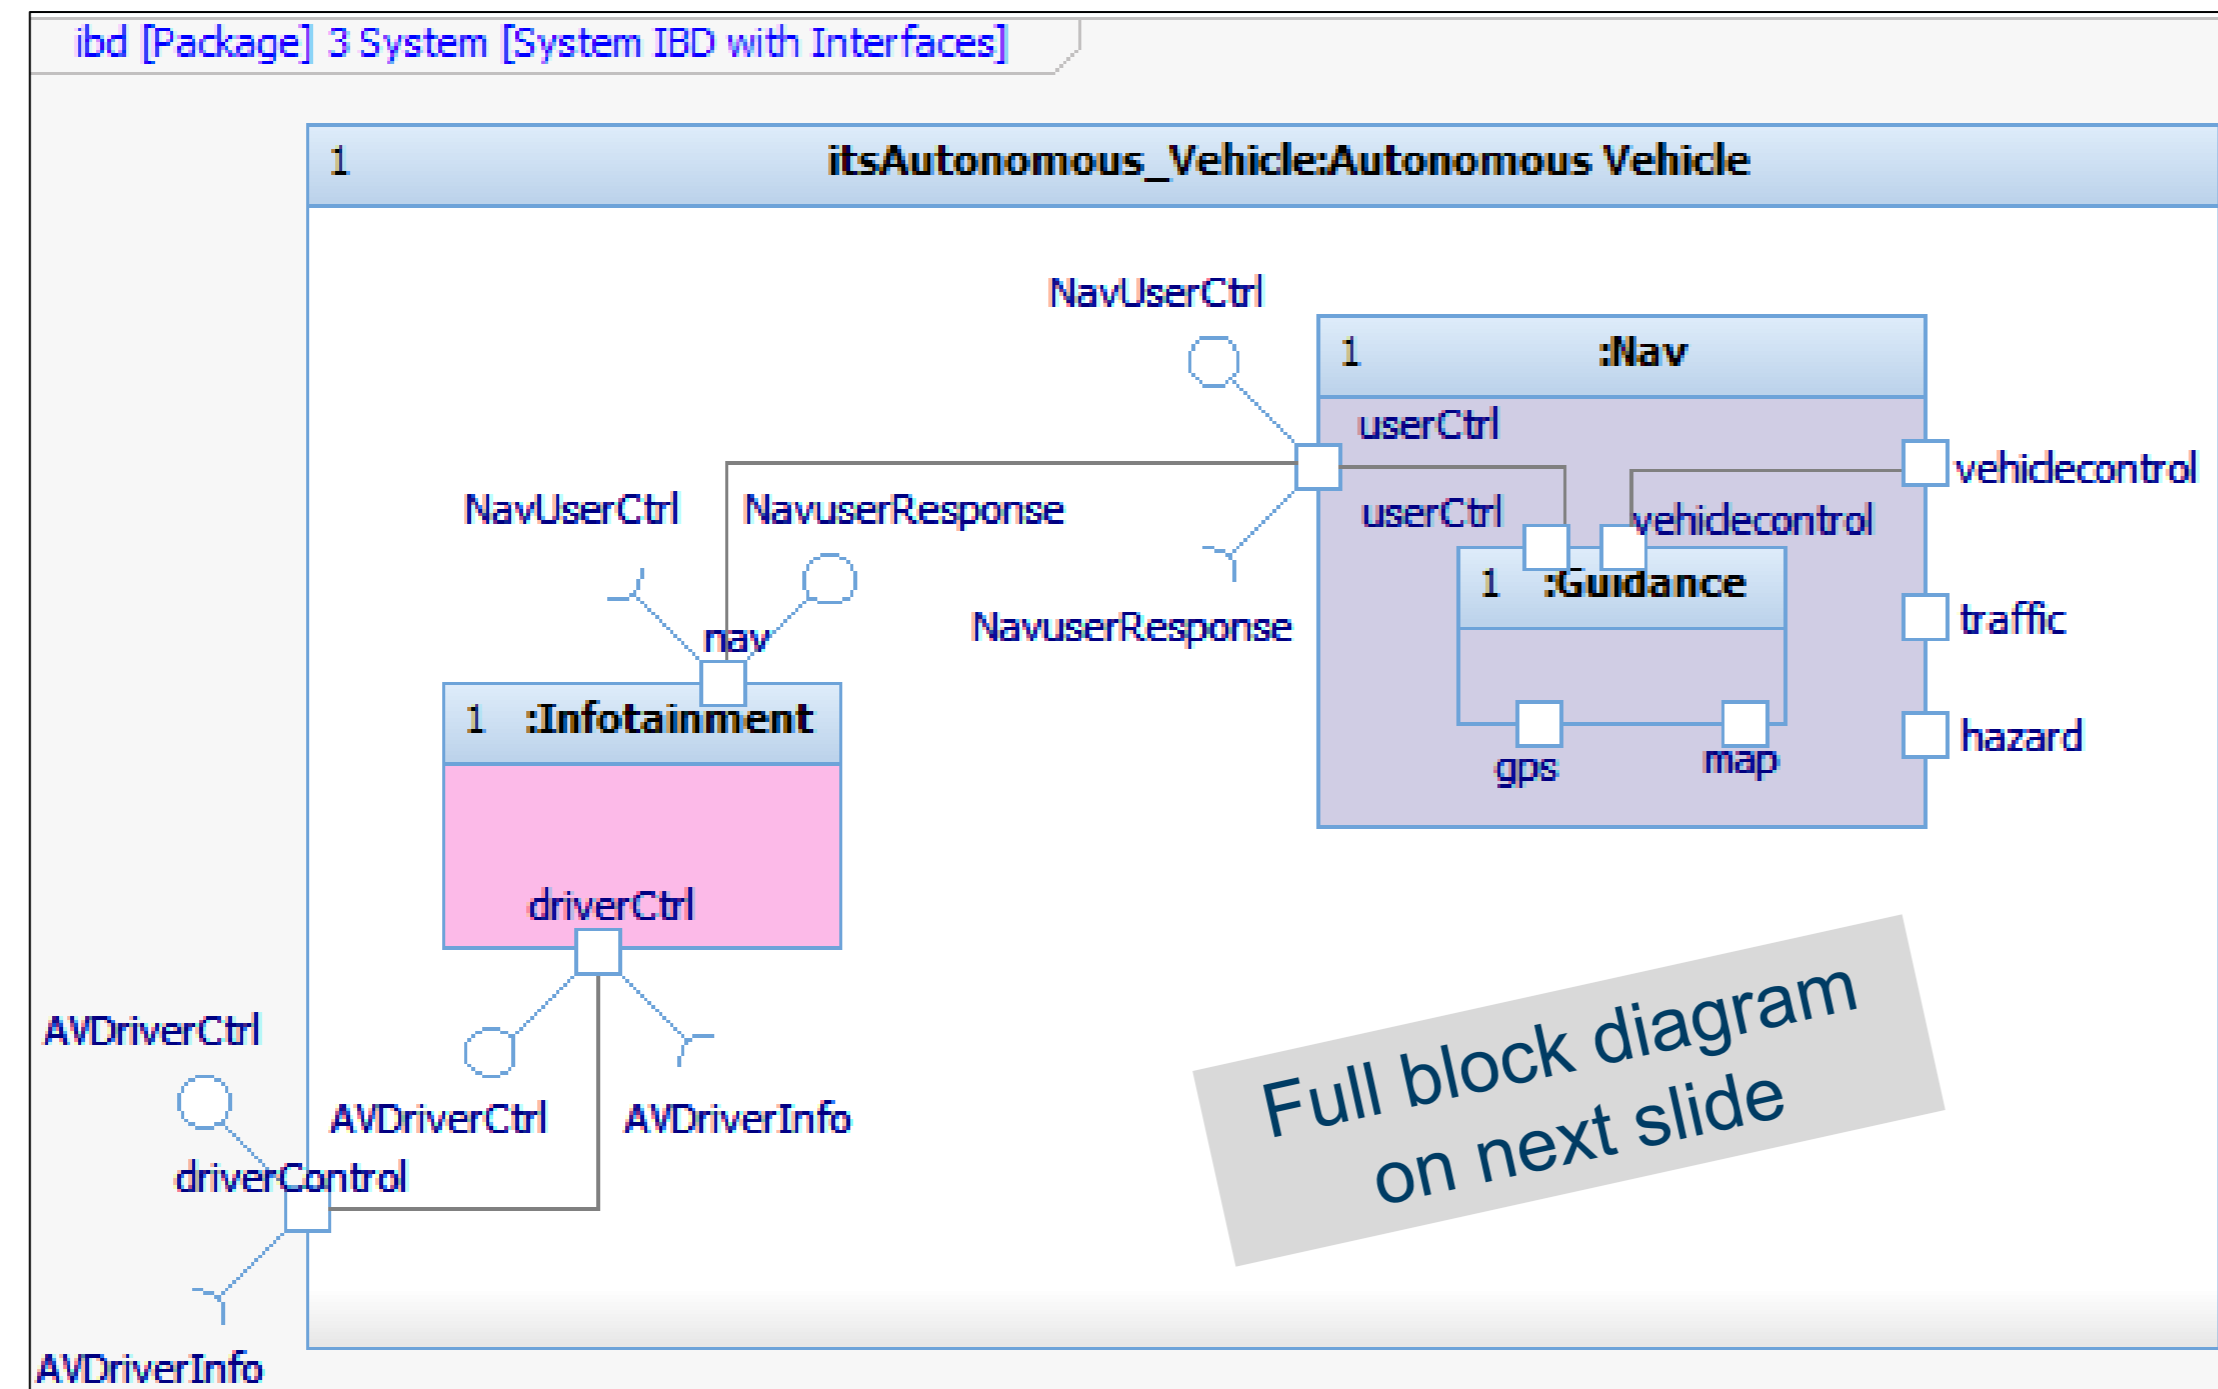 ibd [Package] 3 System [System IBD with Interfaces]
1 itsAutonomous_Vehicle:Autonomous Vehicle
NavUserCtrl
1 :Nav
userCtrl
vehiclecontrol
NavUserCtrl
NavuserResponse
userCtrl
vehiclecontrol
1 :Guidance
NavuserResponse
traffic
nav
1 :Infotainment
hazard
gps
map
driverCtrl
AVDriverCtrl
AVDriverCtrl
AVDriverInfo
driverControl
AVDriverInfo
Full block diagram
on next slide